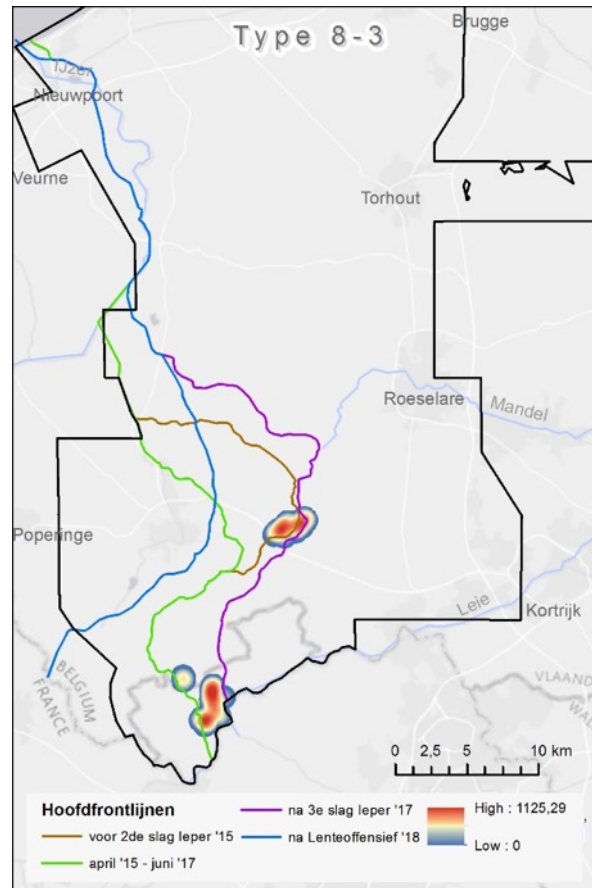 Type 8-3
Brugge
IJzer
Nieuwpoort
Veurne
Torhout
Roeselare
Mandel
Poperinge
Leie
Kortrijk
BELGIUM
FRANCE
VLAAND
WAL
0 2,5 5 10 km
Hoofdfrontlijnen
voor 2de slag Ieper '15
april '15 - juni '17
na 3e slag Ieper '17
na Lenteoffensief '18
High : 1125,29
Low : 0